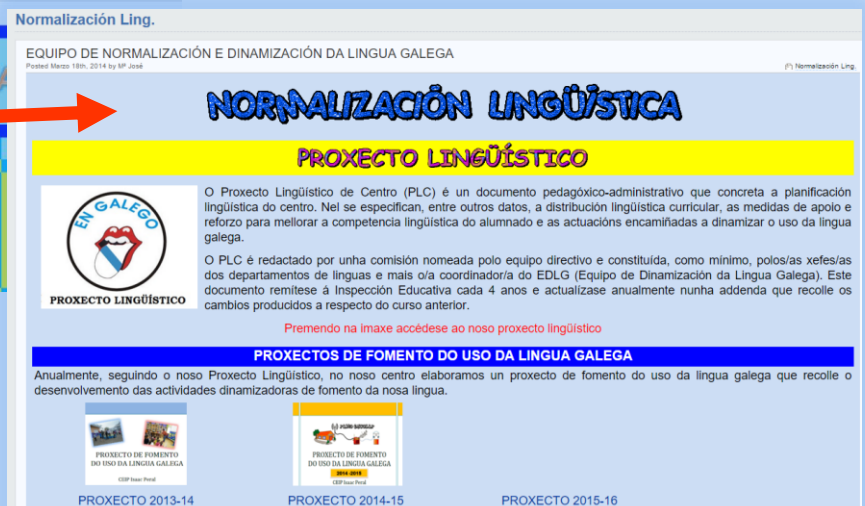 Normalización Ling.
EQUIPO DE NORMALIZACIÓN E DINAMIZACIÓN DA LINGUA GALEGA
Posted Marzo 18th, 2014 by Mª José
Normalización Ling.
NORMALIZACIÓN LINGÜÍSTICA
PROXECTO LINGÜÍSTICO
EN GALEGO
PROXECTO LINGÜÍSTICO
O Proxecto Lingüístico de Centro (PLC) é un documento pedagóxico-administrativo que concreta a planificación
lingüística do centro. Nel se especifican, entre outros datos, a distribución lingüística curricular, as medidas de apoio e
reforzo para mellorar a competencia lingüística do alumnado e as actuacións encamiñadas a dinamizar o uso da lingua
galega.
O PLC é redactado por unha comisión nomeada polo equipo directivo e constituída, como mínimo, polos/as xefes/as
dos departamentos de linguas e mais o/a coordinador/a do EDLG (Equipo de Dinamización da Lingua Galega). Este
documento remítese á Inspección Educativa cada 4 anos e actualízase anualmente nunha addenda que recolle os
cambios producidos a respecto do curso anterior.
Premendo na imaxe accédese ao noso proxecto lingüístico
PROXECTOS DE FOMENTO DO USO DA LINGUA GALEGA
Anualmente, seguindo o noso Proxecto Lingüístico, no noso centro elaboramos un proxecto de fomento do uso da lingua galega que recolle o
desenvolvemento das actividades dinamizadoras de fomento da nosa lingua.
PROXECTO DE FOMENTO
DO USO DA LINGUA GALEGA
CEIP Isaac Peral
PROXECTO 2013-14
PROXECTO DE FOMENTO
DO USO DA LINGUA GALEGA
2014-2015
CEIP Isaac Peral
PROXECTO 2014-15
PROXECTO 2015-16